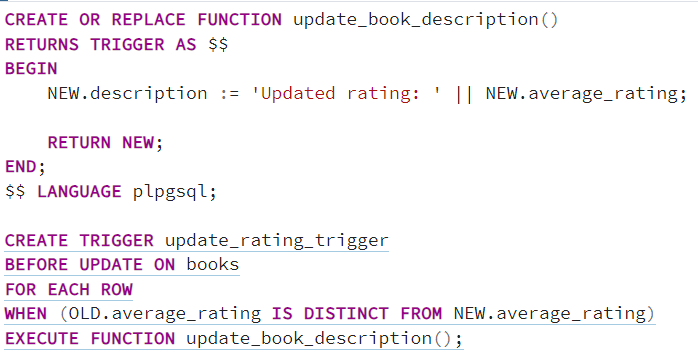 CREATE OR REPLACE FUNCTION update_book_description()
RETURNS TRIGGER AS $$
BEGIN
    NEW.description := 'Updated rating: ' || NEW.average_rating;

    RETURN NEW;
END;
$$ LANGUAGE plpgsql;

CREATE TRIGGER update_rating_trigger
BEFORE UPDATE ON books
FOR EACH ROW
WHEN (OLD.average_rating IS DISTINCT FROM NEW.average_rating)
EXECUTE FUNCTION update_book_description();